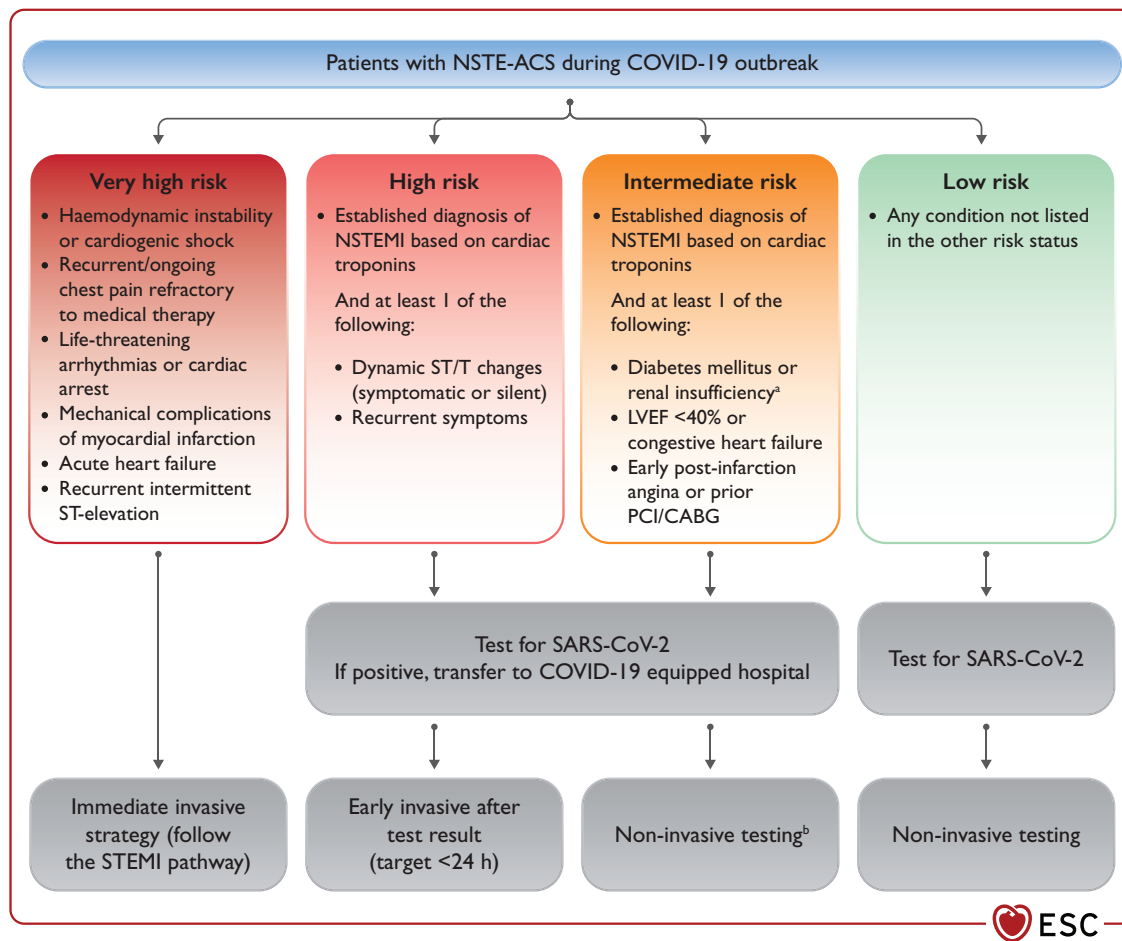 Patients with NSTE-ACS during COVID-19 outbreak
Very high risk
• Haemodynamic instability
or cardiogenic shock
• Recurrent/ongoing
chest pain refractory
to medical therapy
• Life-threatening
arrhythmias or cardiac
arrest
• Mechanical complications
of myocardial infarction
• Acute heart failure
• Recurrent intermittent
ST-elevation
High risk
• Established diagnosis of
NSTEMI based on cardiac
troponins
And at least 1 of the
following:
• Dynamic ST/T changes
(symptomatic or silent)
• Recurrent symptoms
Intermediate risk
• Established diagnosis of
NSTEMI based on cardiac
troponins
And at least 1 of the
following:
• Diabetes mellitus or
renal insufficiencyᵃ
• LVEF <40% or
congestive heart failure
• Early post-infarction
angina or prior
PCI/CABG
Low risk
• Any condition not listed
in the other risk status
Test for SARS-CoV-2
If positive, transfer to COVID-19 equipped hospital
Test for SARS-CoV-2
Immediate invasive
strategy (follow
the STEMI pathway)
Early invasive after
test result
(target <24 h)
Non-invasive testingᵇ
Non-invasive testing
ESC